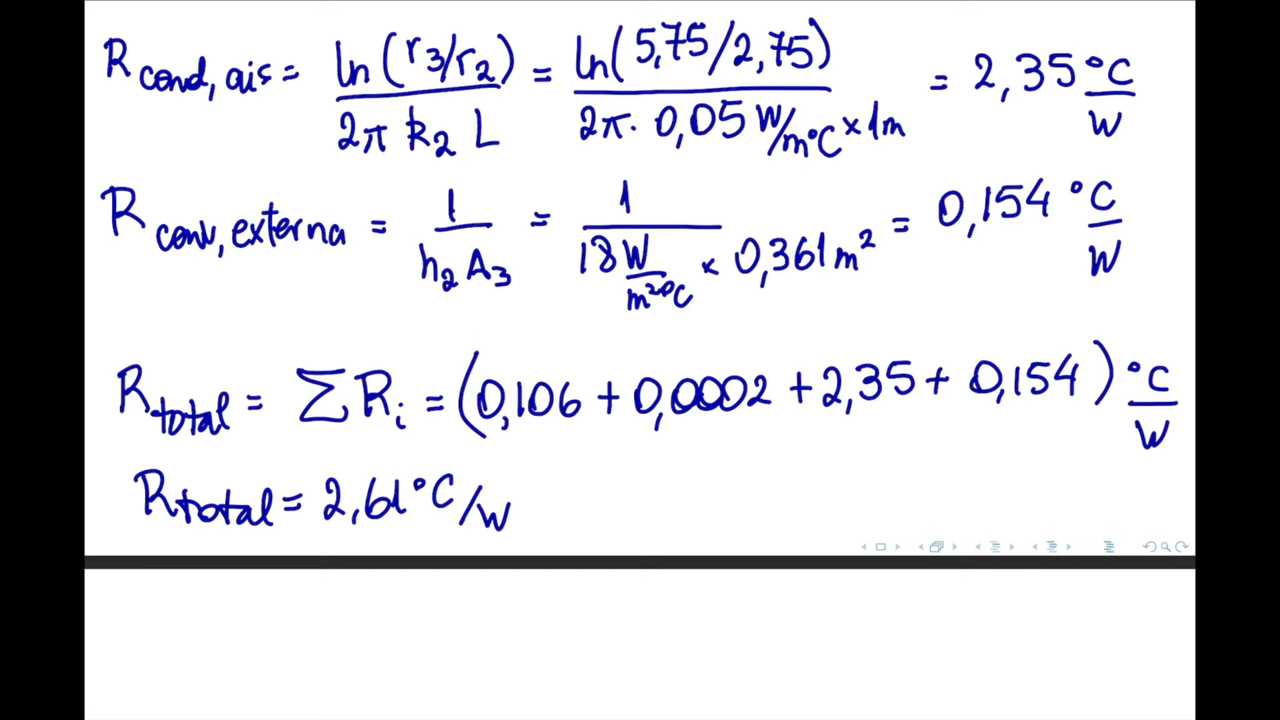 R cond, ais = ln(r3/r2) / 2π k2 L = ln(5,75/2,75) / 2π. 0,05 W/m°C × 1m = 2,35 °C/W
R conv, externa = 1 / h2 A3 = 1 / 18 W/m²°C × 0,361 m² = 0,154 °C/W
R total = ∑ Ri = (0,106 + 0,0002 + 2,35 + 0,154) °C/W
R total = 2,61 °C/W